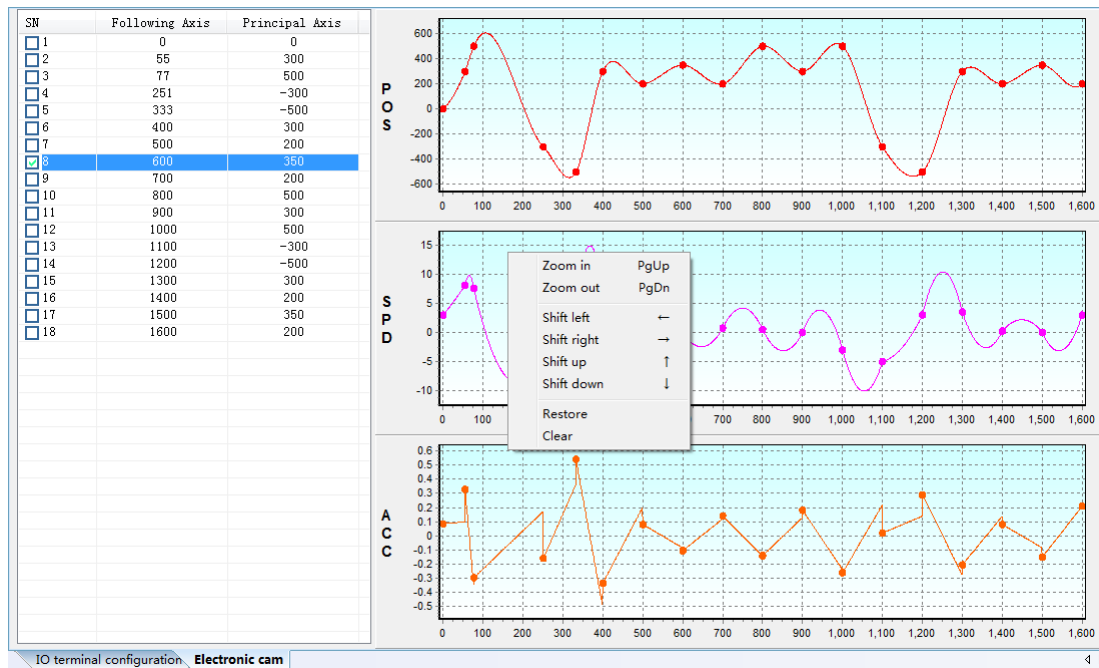 SN Following Axis Principal Axis
1 0 0
2 55 300
3 77 500
4 251 -300
5 333 -500
6 400 300
7 500 200
8 600 350
9 700 200
10 800 500
11 900 300
12 1000 500
13 1100 -300
14 1200 -500
15 1300 300
16 1400 200
17 1500 350
18 1600 200
POS
600
400
200
0
-200
-400
-600
0 100 200 300 400 500 600 700 800 900 1,000 1,100 1,200 1,300 1,400 1,500 1,600
SPD
15
10
5
0
-5
-10
0 100 700 800 900 1,000 1,100 1,200 1,300 1,400 1,500 1,600
Zoom in PgUp
Zoom out PgDn
Shift left ←
Shift right →
Shift up ↑
Shift down ↓
Restore
Clear
ACC
0.6
0.5
0.4
0.3
0.2
0.1
0
-0.1
-0.2
-0.3
-0.4
-0.5
0 100 200 300 400 500 600 700 800 900 1,000 1,100 1,200 1,300 1,400 1,500 1,600
IO terminal configuration Electronic cam